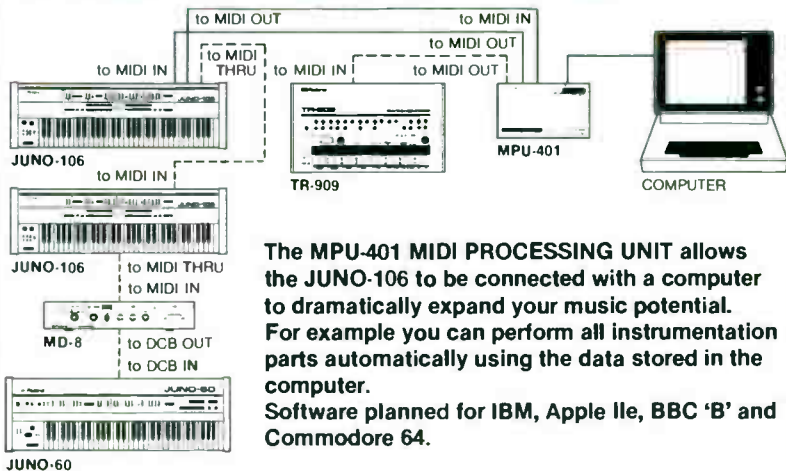 to MIDI OUT
to MIDI IN
to MIDI OUT
to MIDI IN
to MIDI
THRU
to MIDI IN
to MIDI OUT
JUNO-106
JUNO-106
TR-909
TR-909
MPU-401
COMPUTER
to MIDI IN
JUNO-106
to MIDI THRU
to MIDI IN
MD-8
to DCB OUT
to DCB IN
JUNO-60
JUNO-60
The MPU-401 MIDI PROCESSING UNIT allows
the JUNO-106 to be connected with a computer
to dramatically expand your music potential.
For example you can perform all instrumentation
parts automatically using the data stored in the
computer.
Software planned for IBM, Apple IIe, BBC 'B' and
Commodore 64.